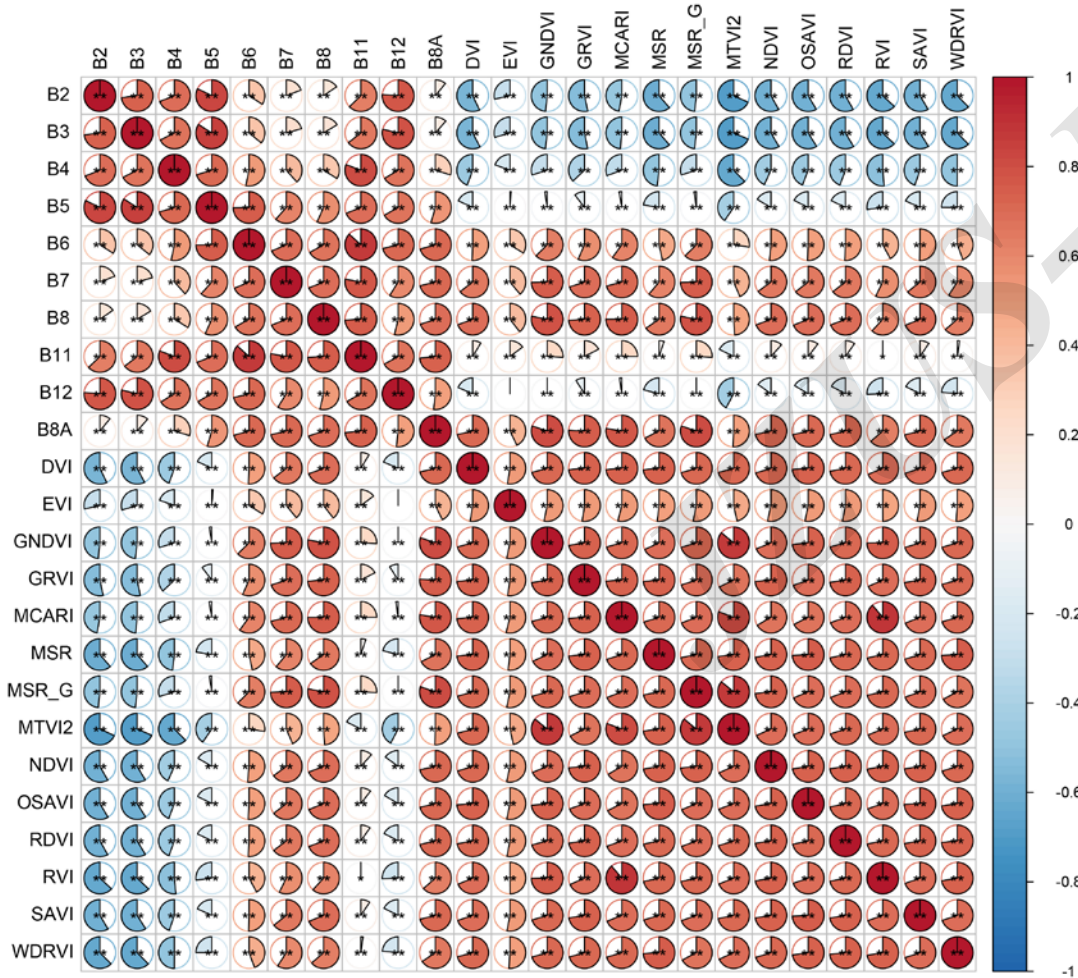 B2 B3 B4 B5 B6 B7 B8 B11 B12 B8A DVI EVI GNDVI GRVI MCARI MSR MSR_G MTVI2 NDVI OSAVI RDVI RVI SAVI WDRVI
B2 ** ** ** ** ** ** ** ** ** ** ** ** ** ** ** ** ** ** ** ** ** ** ** **
B3 ** ** ** ** ** ** ** ** ** ** ** ** ** ** ** ** ** ** ** ** ** ** ** **
B4 ** ** ** ** ** ** ** ** ** ** ** ** ** ** ** ** ** ** ** ** ** ** ** **
B5 ** ** ** ** ** ** ** ** ** ** ** ** ** ** ** ** ** ** ** ** ** ** ** **
B6 ** ** ** ** ** ** ** ** ** ** ** ** ** ** ** ** ** ** ** ** ** ** ** **
B7 ** ** ** ** ** ** ** ** ** ** ** ** ** ** ** ** ** ** ** ** ** ** ** **
B8 ** ** ** ** ** ** ** ** ** ** ** ** ** ** ** ** ** ** ** ** ** ** ** **
B11 ** ** ** ** ** ** ** ** ** ** ** ** ** ** ** ** ** ** ** ** ** ** ** **
B12 ** ** ** ** ** ** ** ** ** ** ** ** ** ** ** ** ** ** ** ** ** ** ** **
B8A ** ** ** ** ** ** ** ** ** ** ** ** ** ** ** ** ** ** ** ** ** ** ** **
DVI ** ** ** ** ** ** ** ** ** ** ** ** ** ** ** ** ** ** ** ** ** ** ** **
EVI ** ** ** ** ** ** ** ** ** ** ** ** ** ** ** ** ** ** ** ** ** ** ** **
GNDVI ** ** ** ** ** ** ** ** ** ** ** ** ** ** ** ** ** ** ** ** ** ** ** **
GRVI ** ** ** ** ** ** ** ** ** ** ** ** ** ** ** ** ** ** ** ** ** ** ** **
MCARI ** ** ** ** ** ** ** ** ** ** ** ** ** ** ** ** ** ** ** ** ** ** ** **
MSR ** ** ** ** ** ** ** ** ** ** ** ** ** ** ** ** ** ** ** ** ** ** ** **
MSR_G ** ** ** ** ** ** ** ** ** ** ** ** ** ** ** ** ** ** ** ** ** ** ** **
MTVI2 ** ** ** ** ** ** ** ** ** ** ** ** ** ** ** ** ** ** ** ** ** ** ** **
NDVI ** ** ** ** ** ** ** ** ** ** ** ** ** ** ** ** ** ** ** ** ** ** ** **
OSAVI ** ** ** ** ** ** ** ** ** ** ** ** ** ** ** ** ** ** ** ** ** ** ** **
RDVI ** ** ** ** ** ** ** ** ** ** ** ** ** ** ** ** ** ** ** ** ** ** ** **
RVI ** ** ** ** ** ** ** ** ** ** ** ** ** ** ** ** ** ** ** ** ** ** ** **
SAVI ** ** ** ** ** ** ** ** ** ** ** ** ** ** ** ** ** ** ** ** ** ** ** **
WDRVI ** ** ** ** ** ** ** ** ** ** ** ** ** ** ** ** ** ** ** ** ** ** ** **
1
0.8
0.6
0.4
0.2
0
-0.2
-0.4
-0.6
-0.8
-1